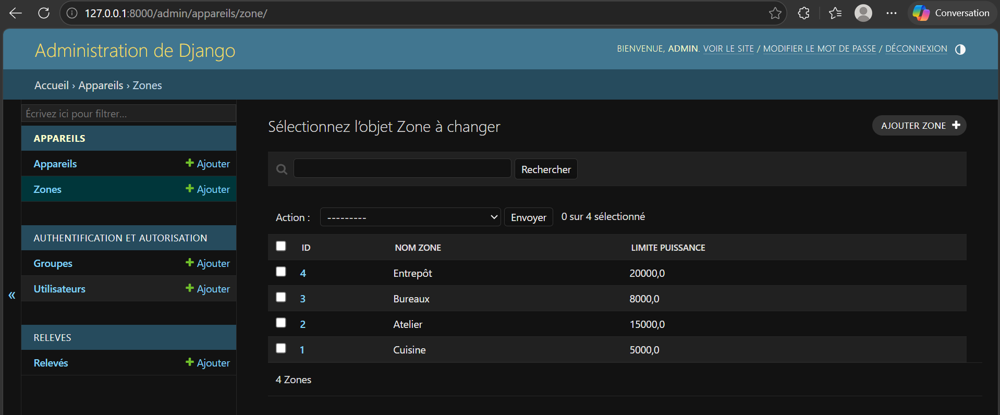 127.0.0.1:8000/admin/appareils/zone/
Conversation
Administration de Django
BIENVENUE, ADMIN. VOIR LE SITE / MODIFIER LE MOT DE PASSE / DÉCONNEXION
Accueil › Appareils › Zones
Écrivez ici pour filtrer…
APPAREILS
Appareils Ajouter
Zones Ajouter
AUTHENTIFICATION ET AUTORISATION
Groupes Ajouter
Utilisateurs Ajouter
«
RELEVES
Relevés Ajouter
Sélectionnez l’objet Zone à changer
AJOUTER ZONE
Rechercher
Action : --------- Envoyer 0 sur 4 sélectionné
ID NOM ZONE LIMITE PUISSANCE
4 Entrepôt 20000,0
3 Bureaux 8000,0
2 Atelier 15000,0
1 Cuisine 5000,0
4 Zones